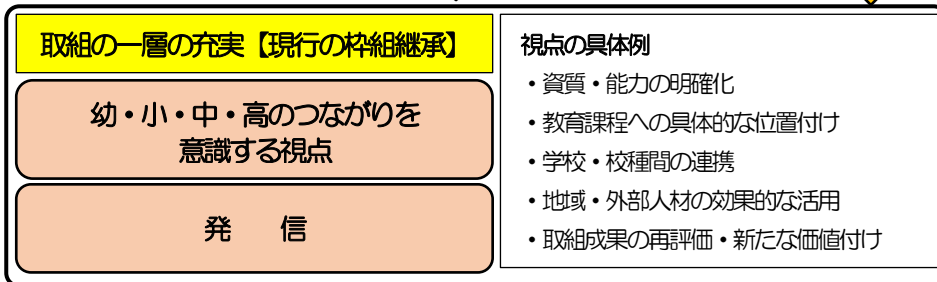 取組の一層の充実【現行の枠組継承】
幼・小・中・高のつながりを
意識する視点
発　信
視点の具体例
・資質・能力の明確化
・教育課程への具体的な位置付け
・学校・校種間の連携
・地域・外部人材の効果的な活用
・取組成果の再評価・新たな価値付け